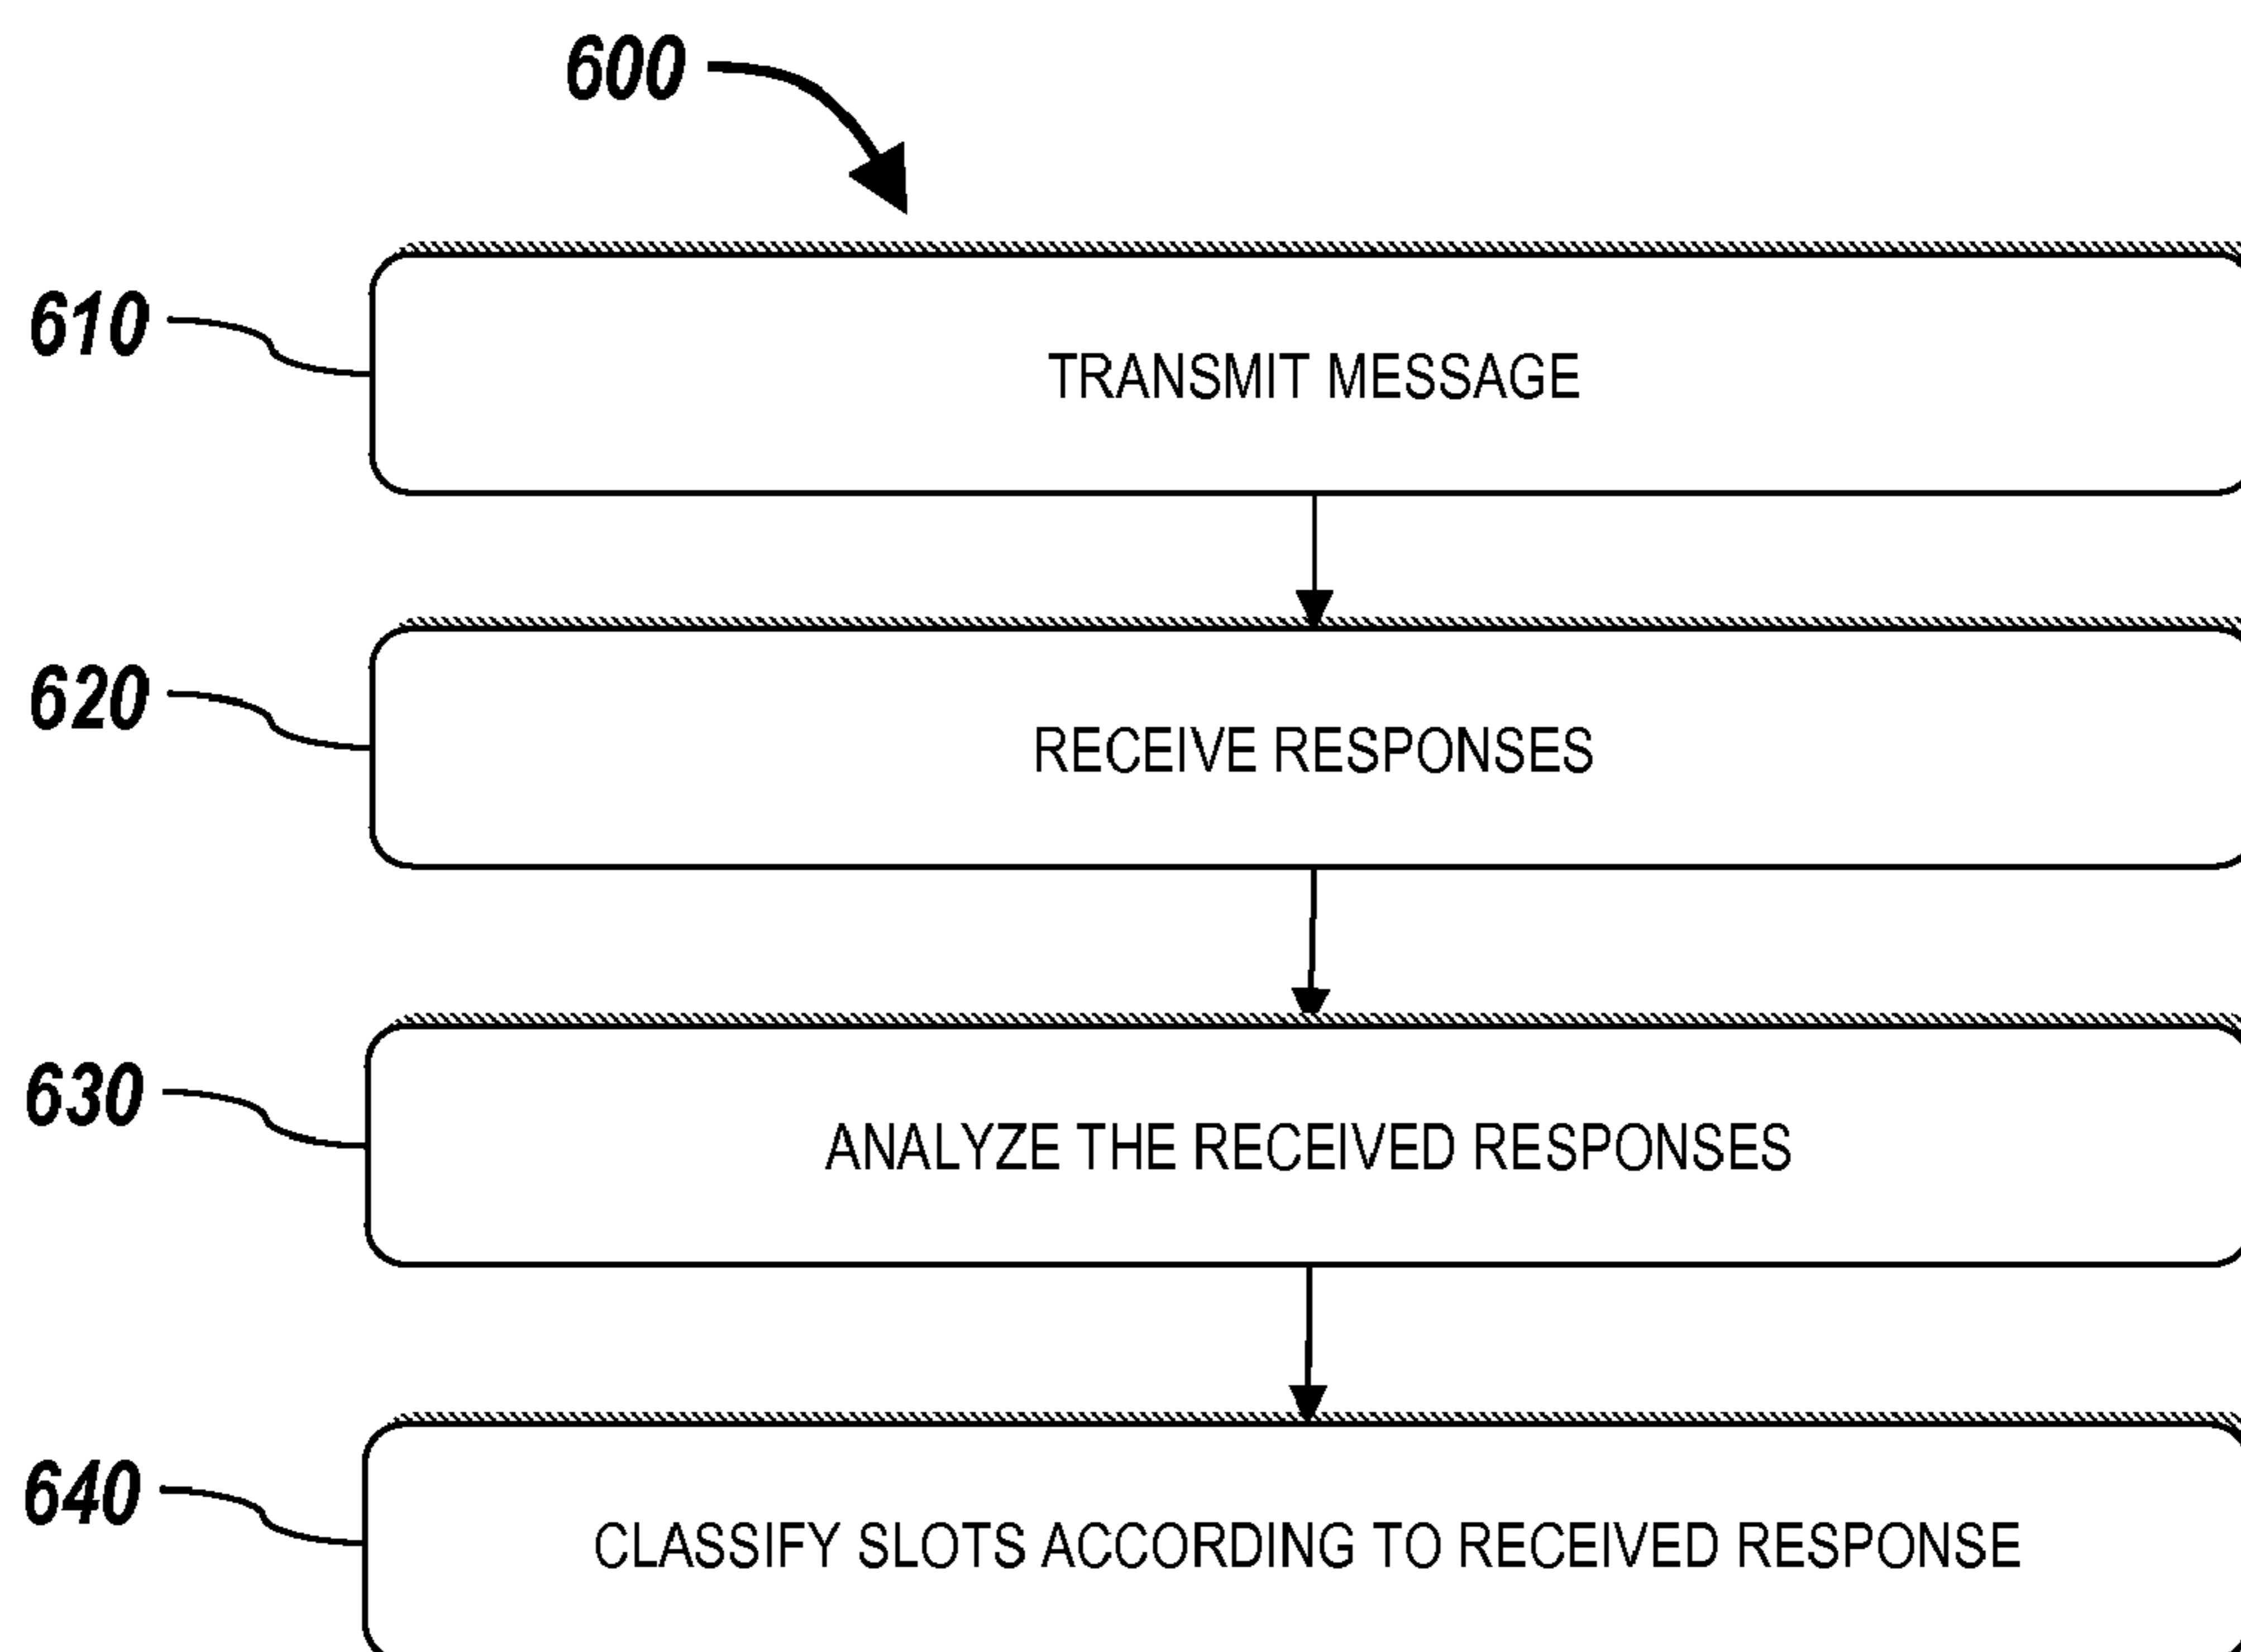 600
610
TRANSMIT MESSAGE
620
RECEIVE RESPONSES
630
ANALYZE THE RECEIVED RESPONSES
640
CLASSIFY SLOTS ACCORDING TO RECEIVED RESPONSE